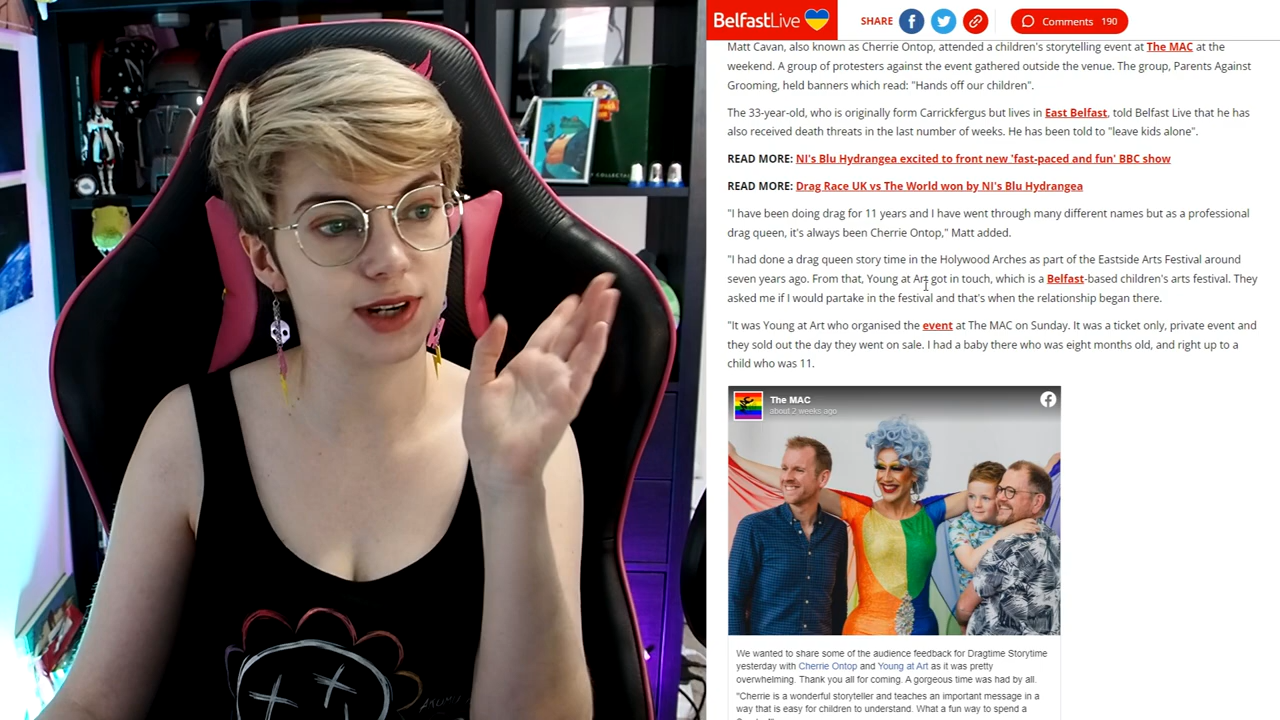 BelfastLive
SHARE
Comments 190
Matt Cavan, also known as Cherrie Ontop, attended a children's storytelling event at The MAC at the
weekend. A group of protesters against the event gathered outside the venue. The group, Parents Against
Grooming, held banners which read: "Hands off our children".
The 33-year-old, who is originally form Carrickfergus but lives in East Belfast, told Belfast Live that he has
also received death threats in the last number of weeks. He has been told to "leave kids alone".
READ MORE: NI's Blu Hydrangea excited to front new 'fast-paced and fun' BBC show
READ MORE: Drag Race UK vs The World won by NI's Blu Hydrangea
"I have been doing drag for 11 years and I have went through many different names but as a professional
drag queen, it's always been Cherrie Ontop," Matt added.
"I had done a drag queen story time in the Holywood Arches as part of the Eastside Arts Festival around
seven years ago. From that, Young at Art got in touch, which is a Belfast-based children's arts festival. They
asked me if I would partake in the festival and that's when the relationship began there.
"It was Young at Art who organised the event at The MAC on Sunday. It was a ticket only, private event and
they sold out the day they went on sale. I had a baby there who was eight months old, and right up to a
child who was 11.
The MAC
about 2 weeks ago
We wanted to share some of the audience feedback for Dragtime Storytime
yesterday with Cherrie Ontop and Young at Art as it was pretty
overwhelming. Thank you all for coming. A gorgeous time was had by all.
"Cherrie is a wonderful storyteller and teaches an important message in a
way that is easy for children to understand. What a fun way to spend a